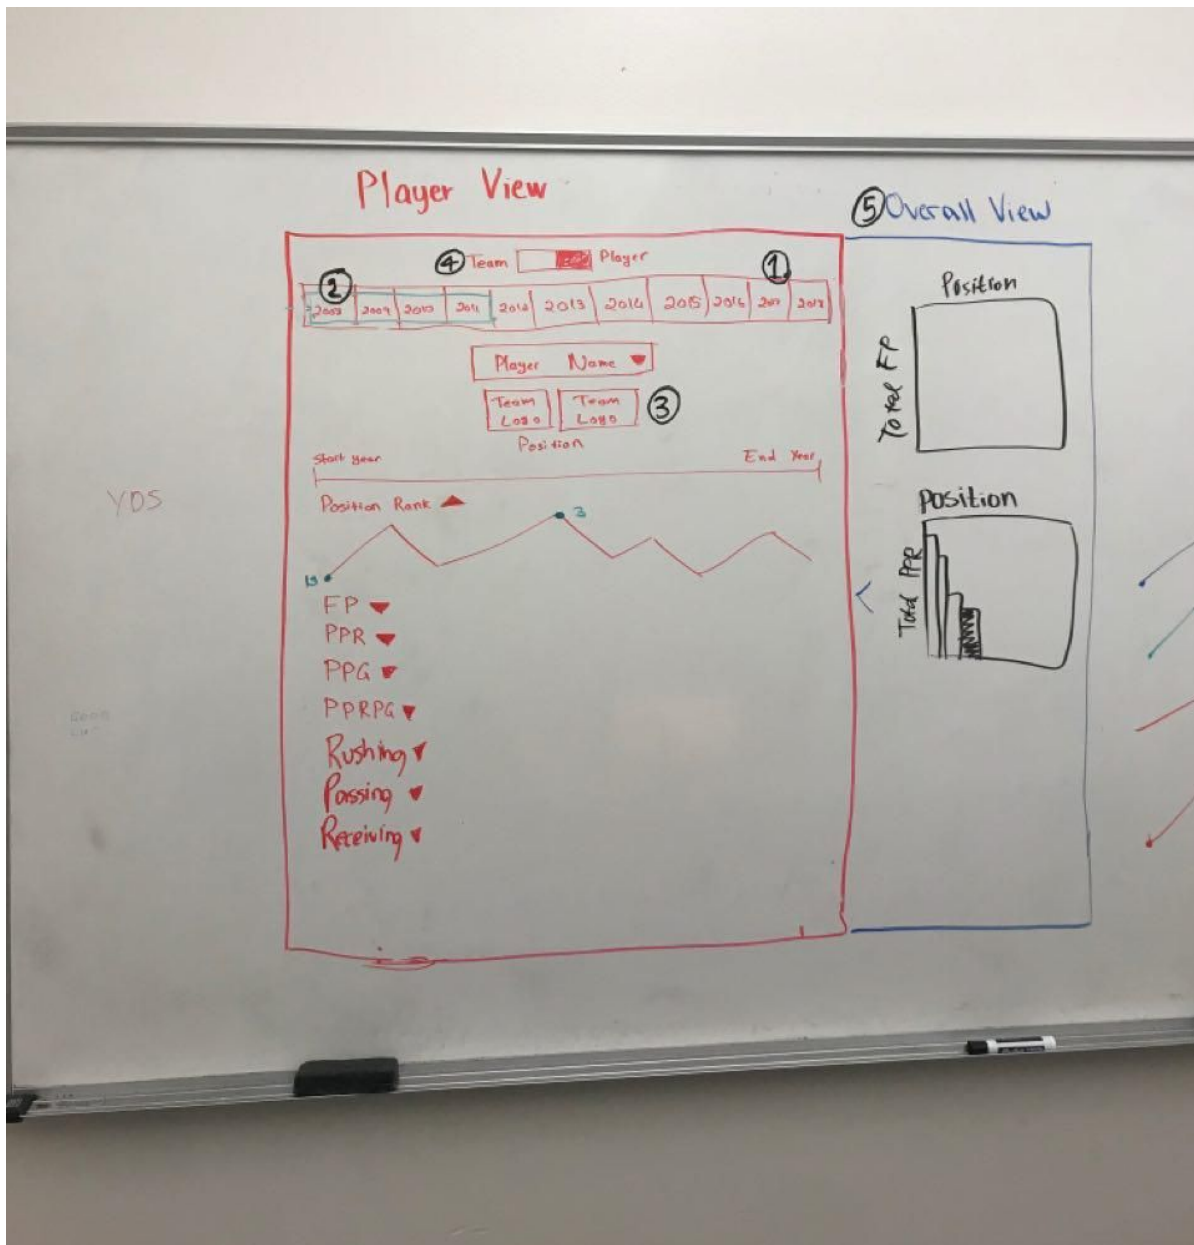 Player View
⑤ Overall View
④ Team Player
①
②
2008 2009 2010 2011 2012 2013 2014 2015 2016 2017 2018
Player Name
Team Logo
Team Logo
③
Position
Start year End Year
Position Rank
3
FP
PPR
PPG
PPRPG
Rushing
Passing
Receiving
Position
Total FP
Position
Total PPR
YDS